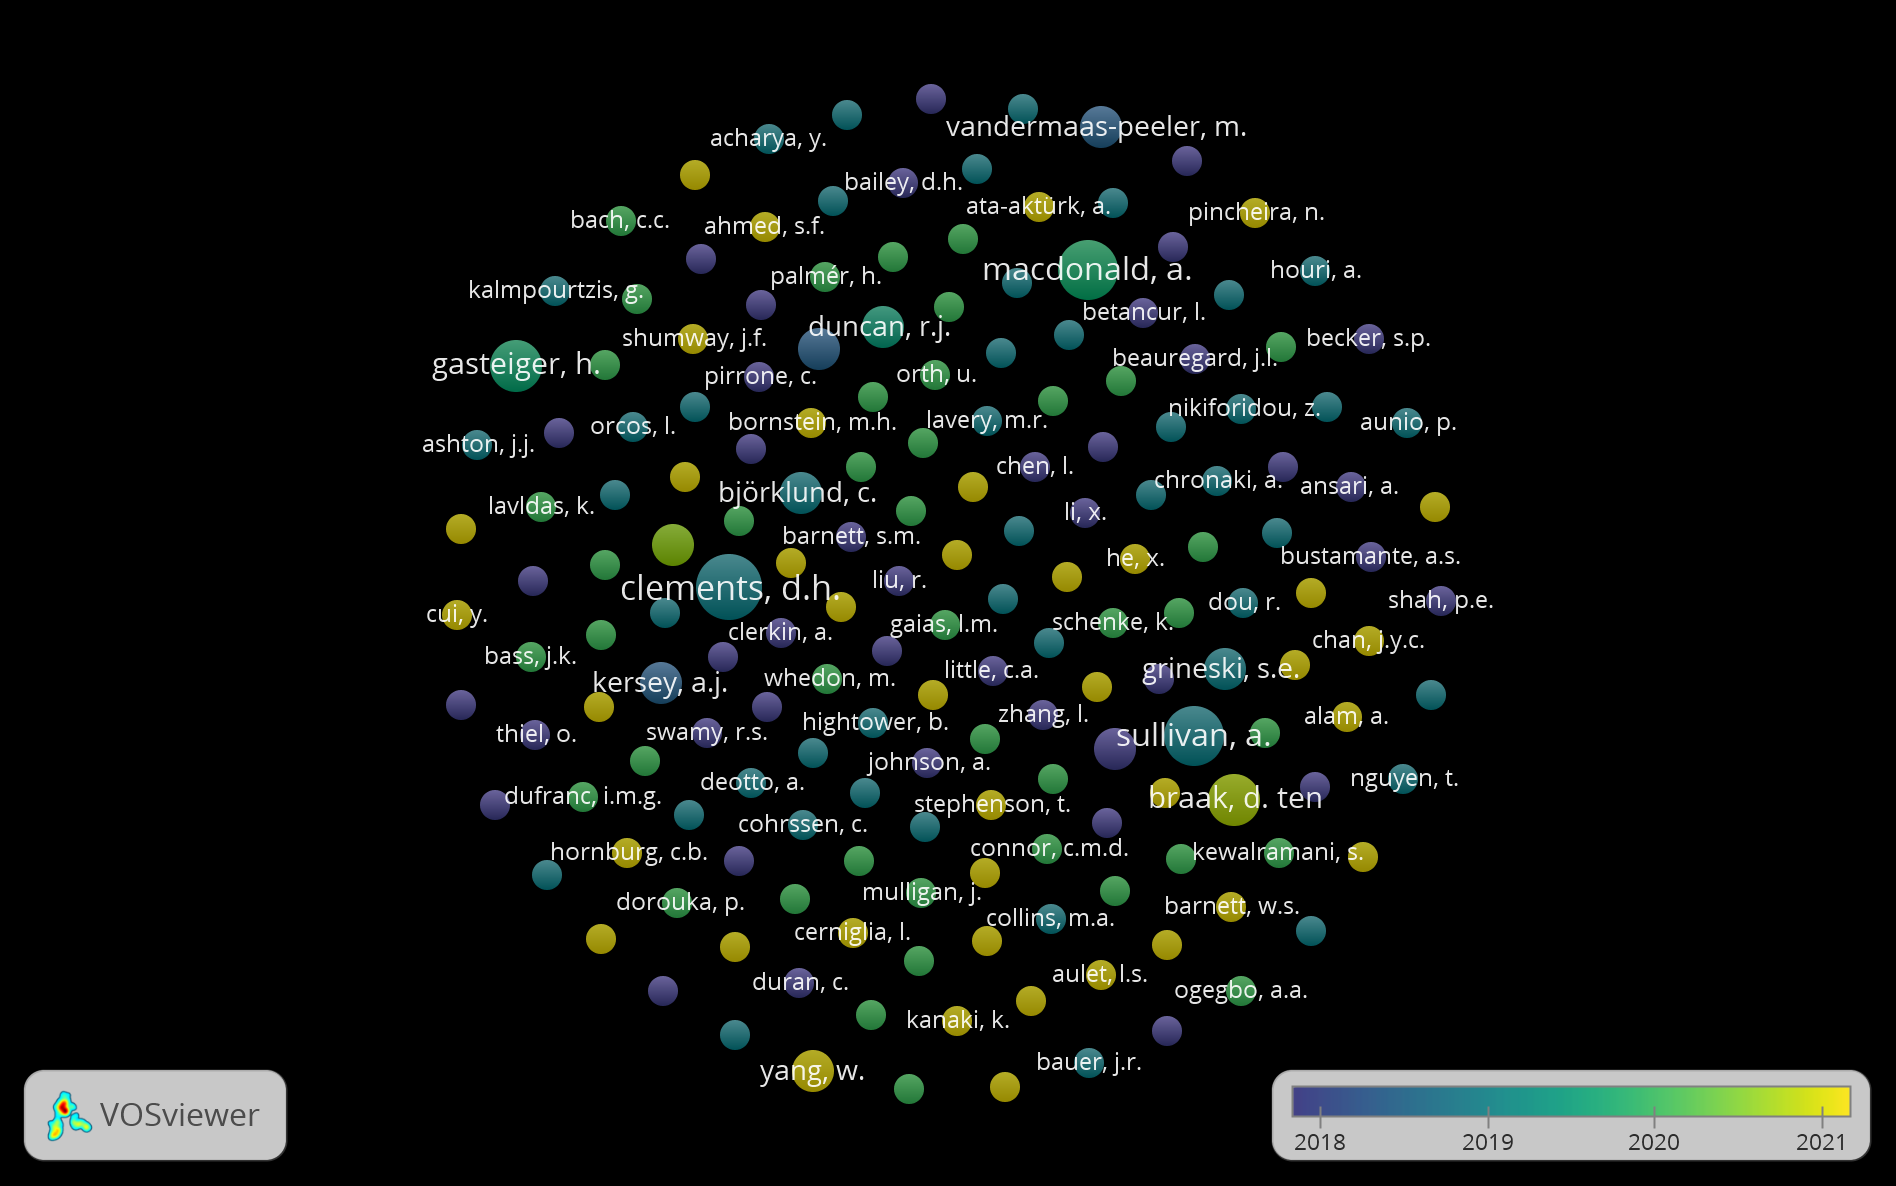 vandermaas-peeler, m.
acharya, y.
bailey, d.h.
ata-aktürk, a.
pincheira, n.
bach, c.c.
ahmed, s.f.
macdonald, a.
houri, a.
palmér, h.
kalmpourtzis, g.
betancur, l.
duncan, r.j.
shumway, j.f.
becker, s.p.
beauregard, j.l.
gasteiger, h.
pirrone, c.
orth, u.
nikiforidou, z.
bornstein, m.h.
lavery, m.r.
aunio, p.
orcos, l.
ashton, j.j.
chen, l.
chronaki, a.
ansari, a.
björklund, c.
lavldas, k.
li, x.
barnett, s.m.
he, x.
bustamante, a.s.
liu, r.
clements, d.h.
dou, r.
shah, p.e.
cui, y.
gaias, l.m.
schenke, k.
clerkin, a.
chan, j.y.c.
bass, j.k.
little, c.a.
grineski, s.e.
whedon, m.
kersey, a.j.
zhang, l.
alam, a.
hightower, b.
swamy, r.s.
thiel, o.
sullivan, a.
johnson, a.
nguyen, t.
deotto, a.
dufranc, i.m.g.
braak, d. ten
stephenson, t.
cohrssen, c.
connor, c.m.d.
kewalramani, s.
hornburg, c.b.
mulligan, j.
dorouka, p.
barnett, w.s.
collins, m.a.
cerniglia, l.
aulet, l.s.
duran, c.
ogegbo, a.a.
kanaki, k.
bauer, j.r.
yang, w.
VOSviewer
2018 2019 2020 2021